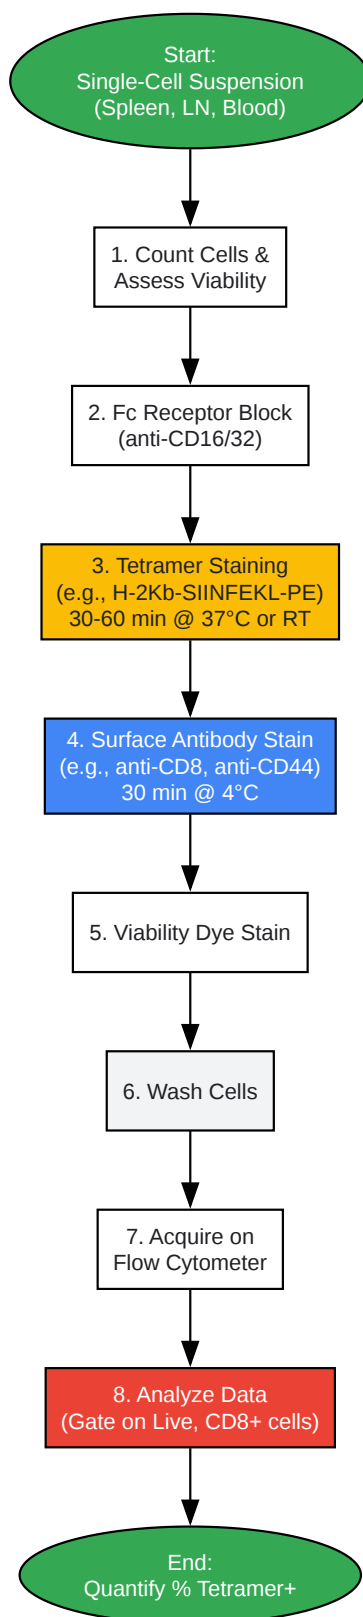 Start:
Single-Cell Suspension
(Spleen, LN, Blood)
1. Count Cells &
Assess Viability
2. Fc Receptor Block
(anti-CD16/32)
3. Tetramer Staining
(e.g., H-2Kb-SIINFEKL-PE)
30-60 min @ 37°C or RT
4. Surface Antibody Stain
(e.g., anti-CD8, anti-CD44)
30 min @ 4°C
5. Viability Dye Stain
6. Wash Cells
7. Acquire on
Flow Cytometer
8. Analyze Data
(Gate on Live, CD8+ cells)
End:
Quantify % Tetramer+